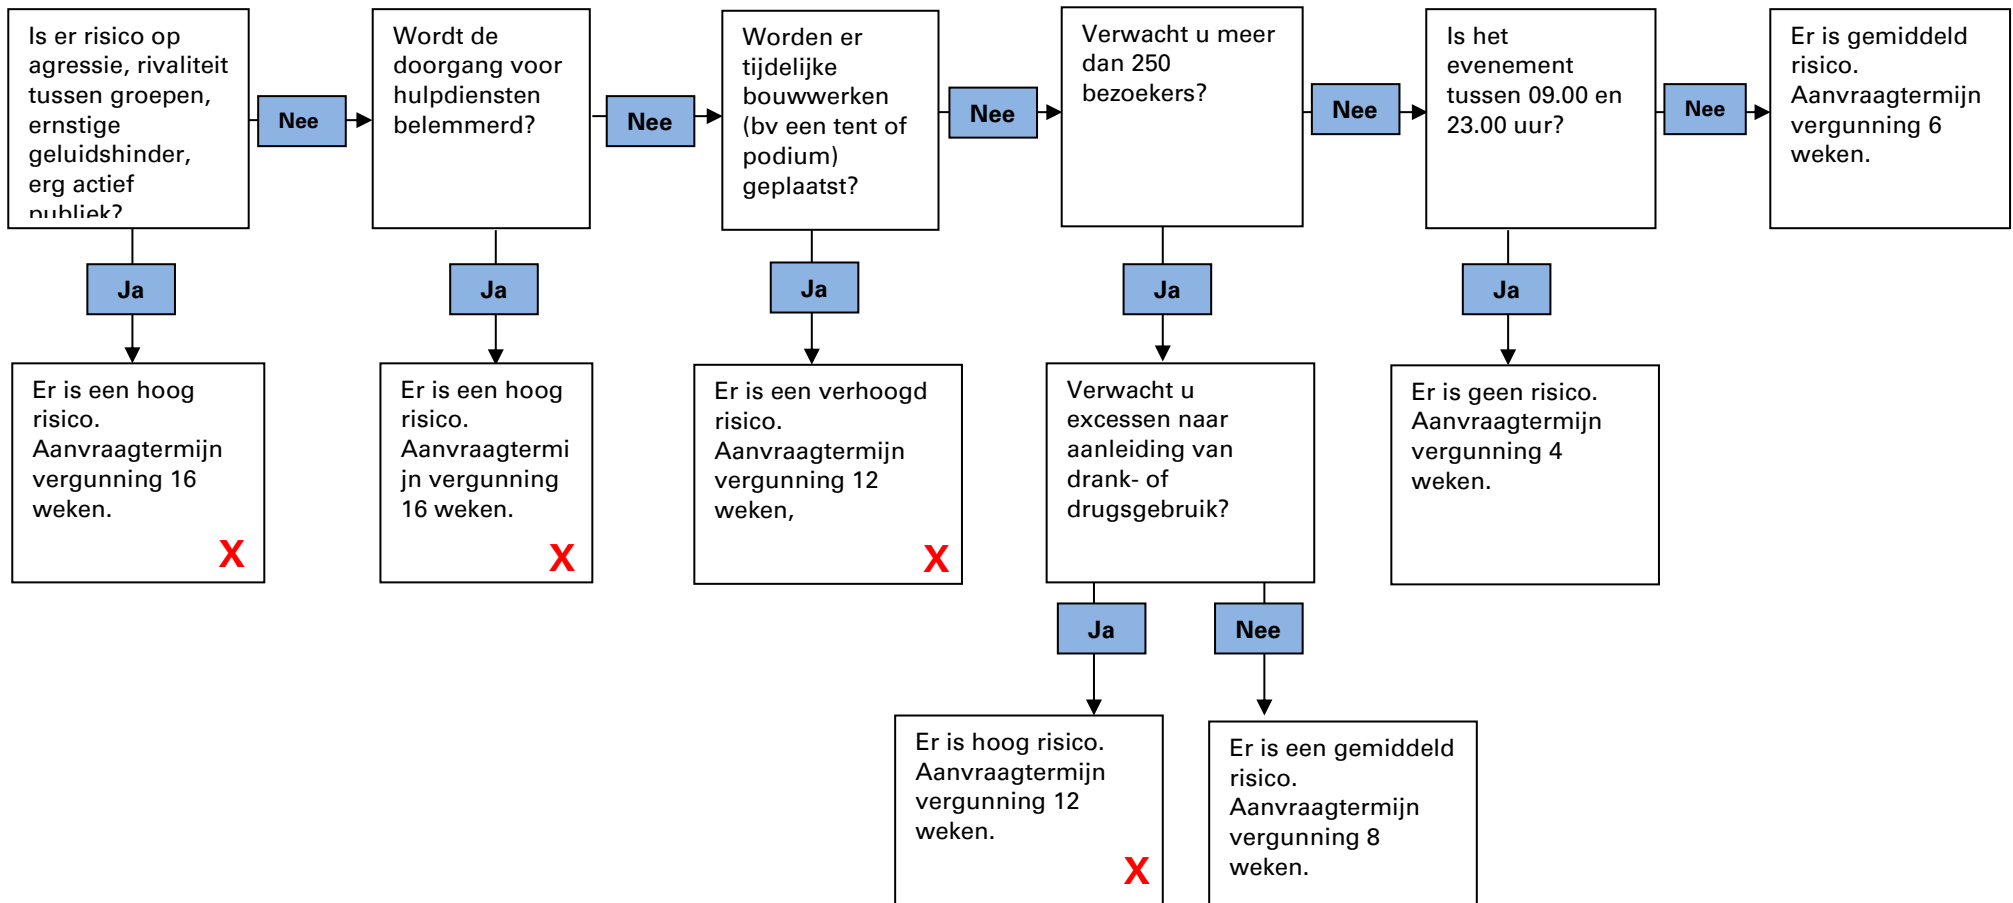 Is er risico op
agressie, rivaliteit
tussen groepen,
ernstige
geluidshinder,
erg actief
publiek?
Nee
Wordt de
doorgang voor
hulpdiensten
belemmerd?
Nee
Worden er
tijdelijke
bouwwerken
(bv een tent of
podium)
geplaatst?
Nee
Verwacht u meer
dan 250
bezoekers?
Nee
Is het
evenement
tussen 09.00 en
23.00 uur?
Nee
Er is gemiddeld
risico.
Aanvraagtermijn
vergunning 6
weken.
Ja
Ja
Ja
Ja
Ja
Er is een hoog
risico.
Aanvraagtermijn
vergunning 16
weken.
X
Er is een hoog
risico.
Aanvraagtermi
jn vergunning
16 weken.
X
Er is een verhoogd
risico.
Aanvraagtermijn
vergunning 12
weken,
X
Verwacht u
excessen naar
aanleiding van
drank- of
drugsgebruik?
Er is geen risico.
Aanvraagtermijn
vergunning 4
weken.
Ja
Nee
Er is hoog risico.
Aanvraagtermijn
vergunning 12
weken.
X
Er is een gemiddeld
risico.
Aanvraagtermijn
vergunning 8
weken.